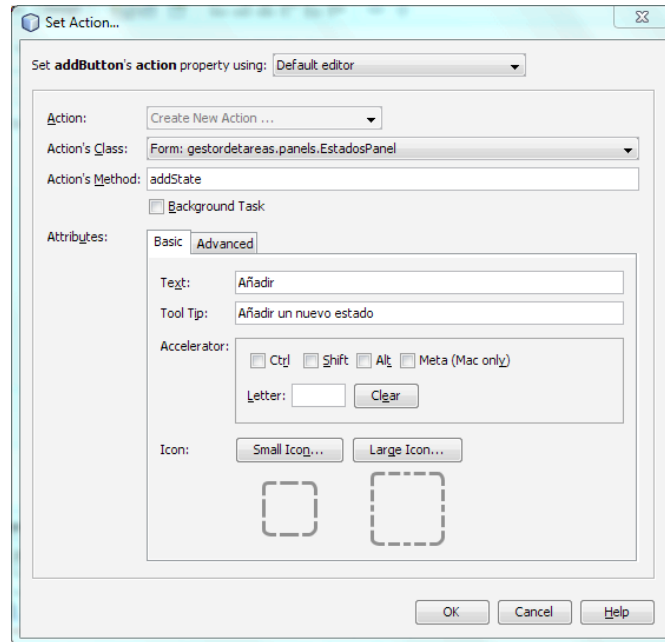 Set Action...
Set addButton's action property using: Default editor
Action: Create New Action ...
Action's Class: Form: gestordetareas.panels.EstadosPanel
Action's Method: addState
Background Task
Attributes: Basic Advanced
Text: Añadir
Tool Tip: Añadir un nuevo estado
Accelerator: Ctrl Shift Alt Meta (Mac only)
Letter: Clear
Icon: Small Icon... Large Icon...
OK Cancel Help